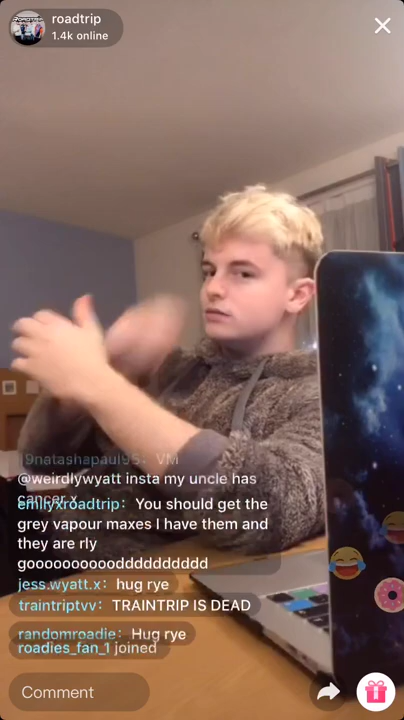 roadtrip
1.4k online
19natashapaul95: VM
@weirdlywyatt insta my uncle has
cancer x
emilyxroadtrip: You should get the
grey vapour maxes I have them and
they are rly
goooooooooodddddddddd
jess.wyatt.x: hug rye
traintriptvv: TRAINTRIP IS DEAD
randomroadie: Hug rye
roadies_fan_1 joined
Comment